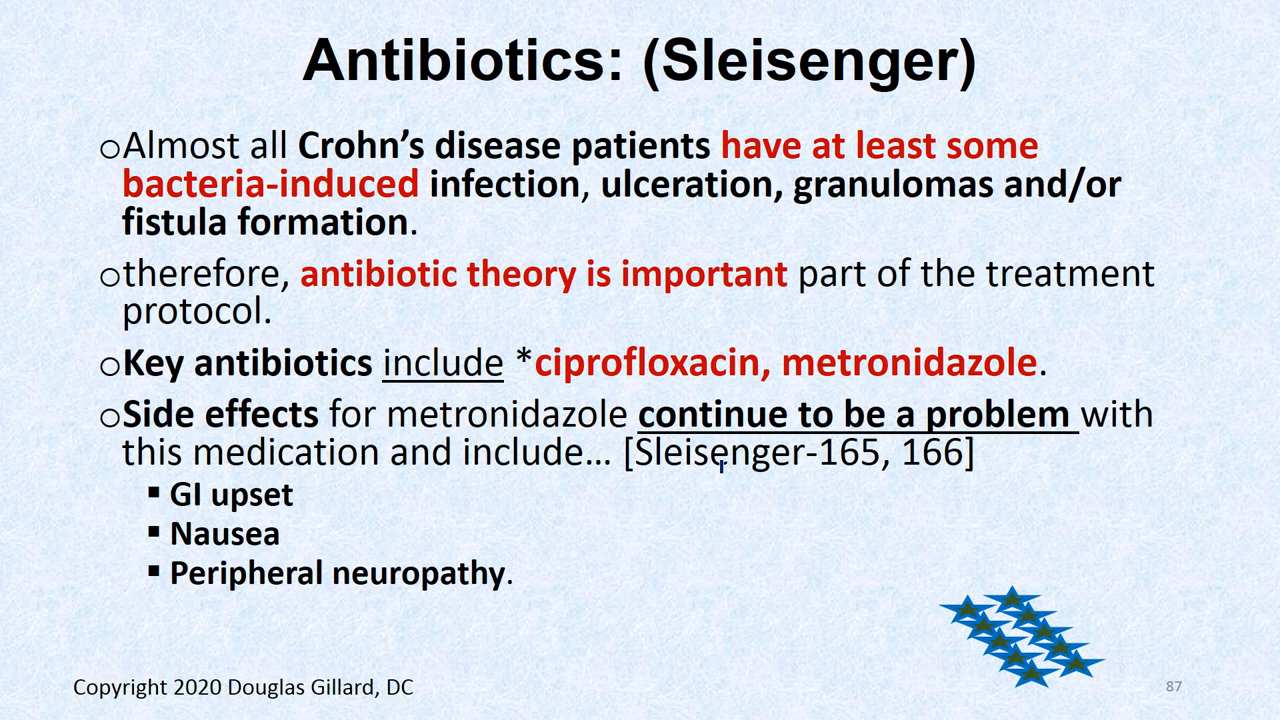 Antibiotics: (Sleisenger)
oAlmost all Crohn’s disease patients have at least some
bacteria-induced infection, ulceration, granulomas and/or
fistula formation.
otherefore, antibiotic theory is important part of the treatment
protocol.
oKey antibiotics include *ciprofloxacin, metronidazole.
oSide effects for metronidazole continue to be a problem with
this medication and include… [Sleisenger-165, 166]
▪ GI upset
▪ Nausea
▪ Peripheral neuropathy.
Copyright 2020 Douglas Gillard, DC
87